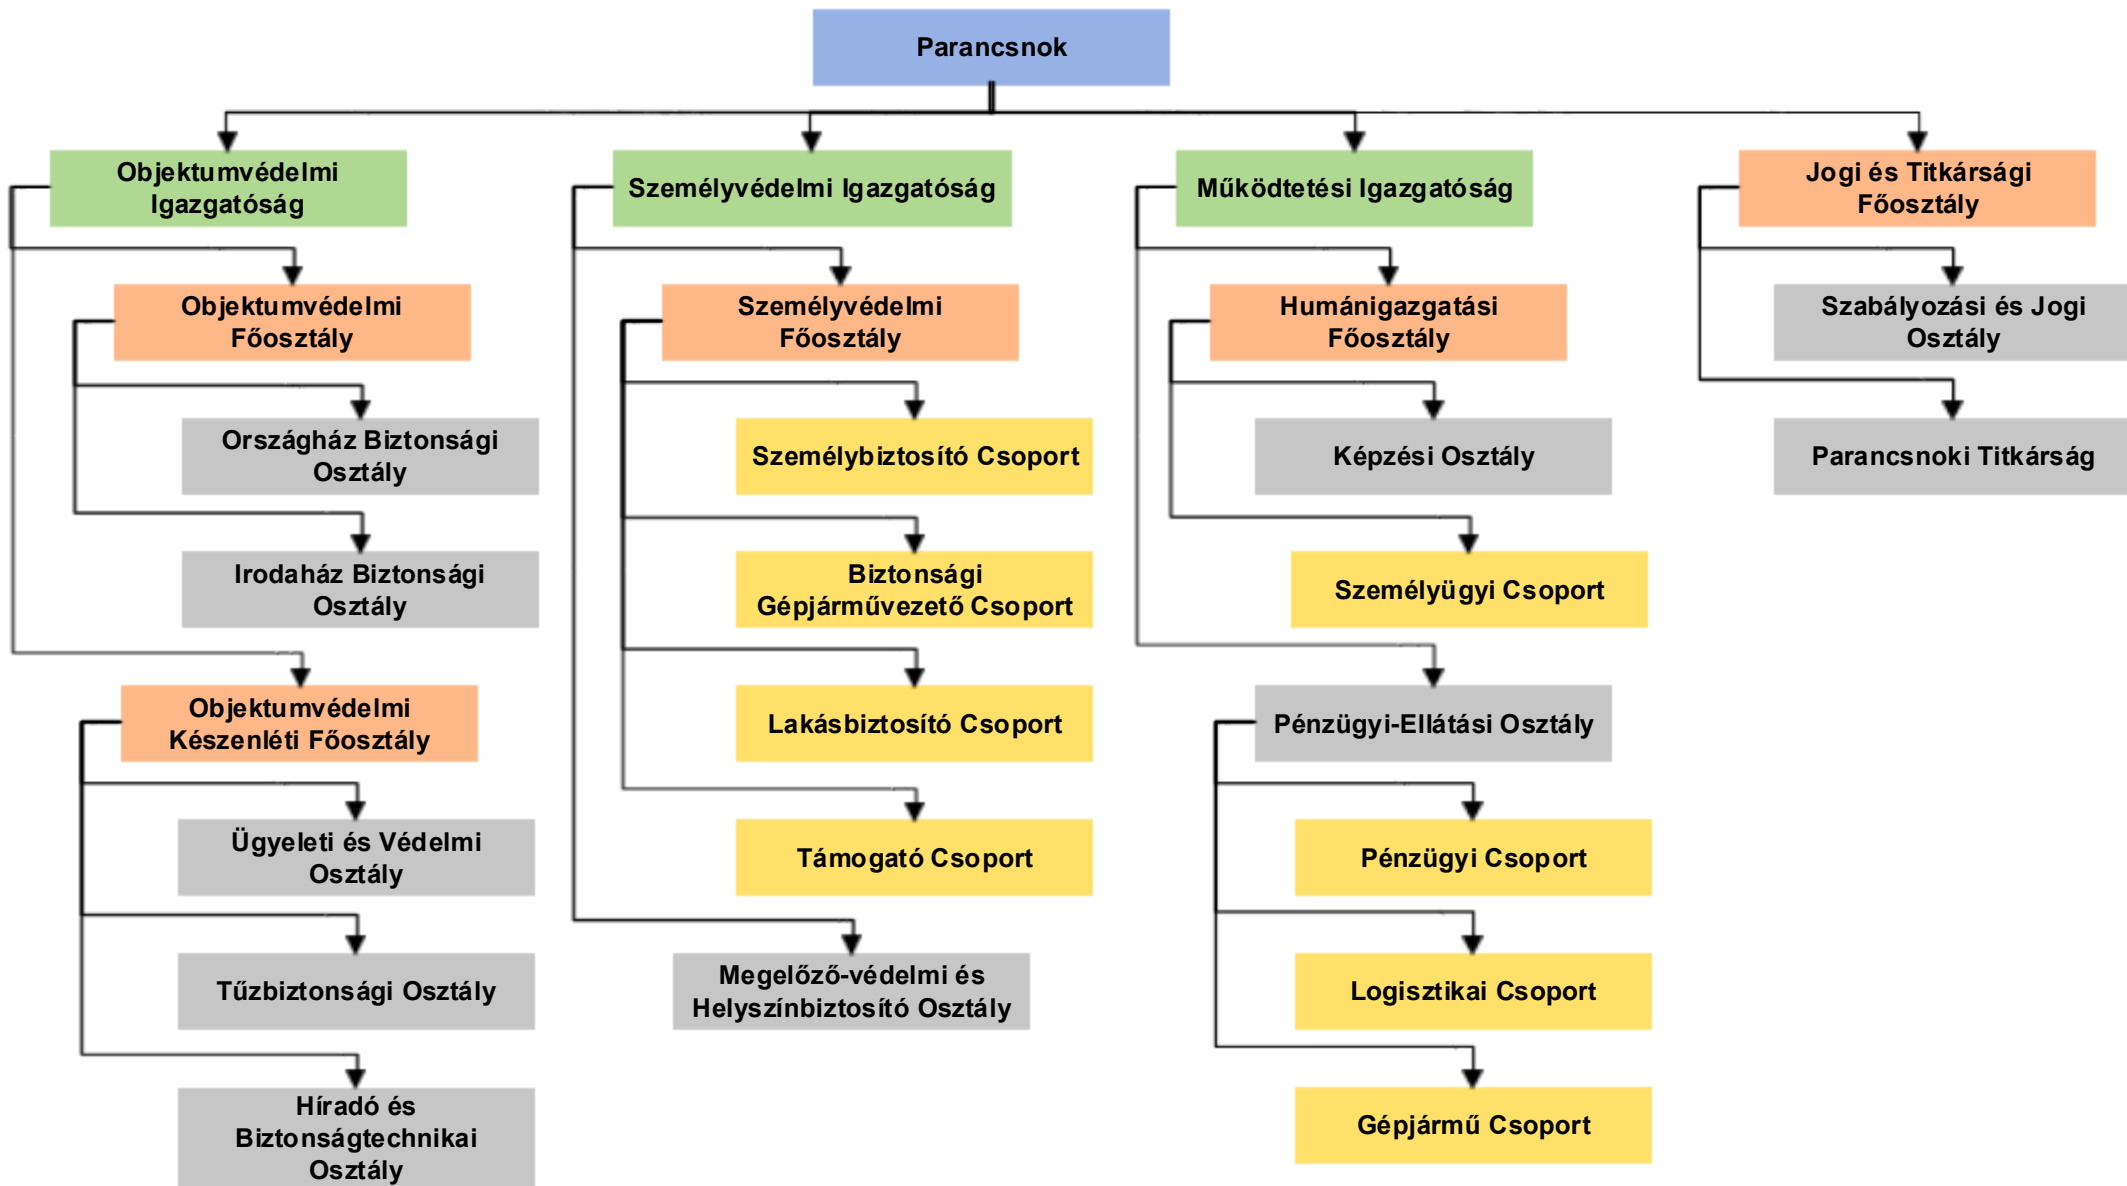 Parancsnok
Objektumvédelmi
Igazgatóság
Személyvédelmi Igazgatóság
Működtetési Igazgatóság
Jogi és Titkársági
Főosztály
Objektumvédelmi
Főosztály
Személyvédelmi
Főosztály
Humánigazgatási
Főosztály
Szabályozási és Jogi
Osztály
Országház Biztonsági
Osztály
Személybiztosító Csoport
Képzési Osztály
Parancsnoki Titkárság
Irodaház Biztonsági
Osztály
Biztonsági
Gépjárművezető Csoport
Személyügyi Csoport
Objektumvédelmi
Készenléti Főosztály
Lakásbiztosító Csoport
Pénzügyi-Ellátási Osztály
Ügyeleti és Védelmi
Osztály
Támogató Csoport
Pénzügyi Csoport
Tűzbiztonsági Osztály
Megelőző-védelmi és
Helyszínbiztosító Osztály
Logisztikai Csoport
Híradó és
Biztonságtechnikai
Osztály
Gépjármű Csoport